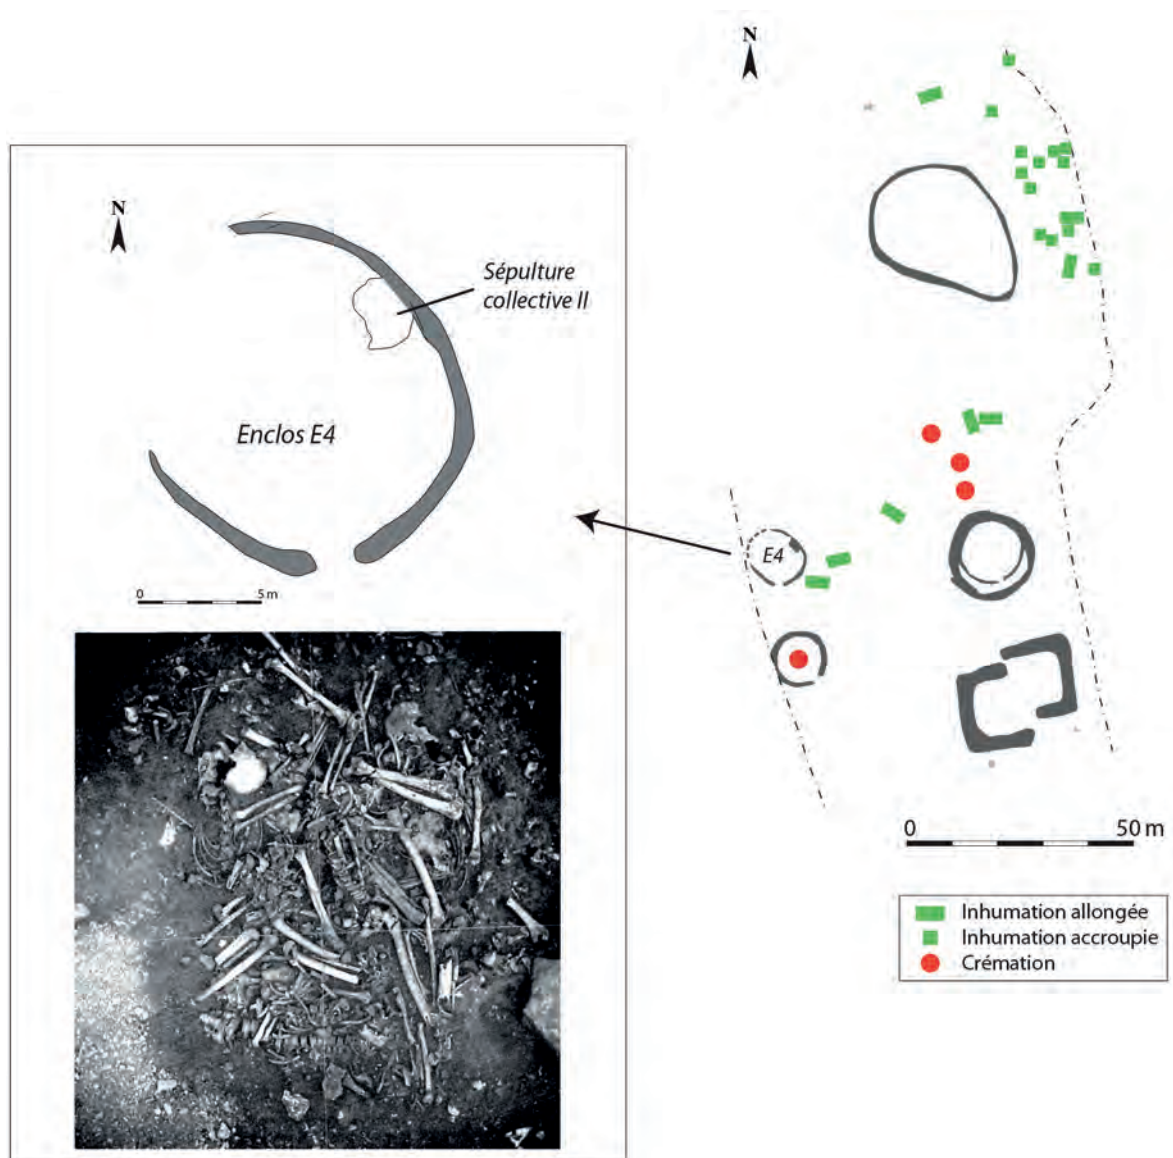 N
N
Sépulture
collective II
Enclos E4
0 5 m
E4
0 50 m
Inhumation allongée
Inhumation accroupie
Crémation